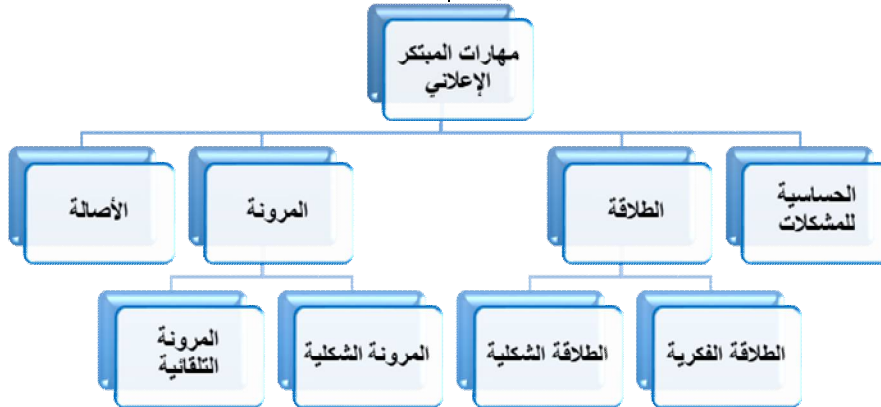 مهارات المبتكر
الإعلاني
الحساسية
للمشكلات
الطلاقة
المرونة
الأصالة
الطلاقة الفكرية
الطلاقة الشكلية
المرونة الشكلية
المرونة
التلقائية